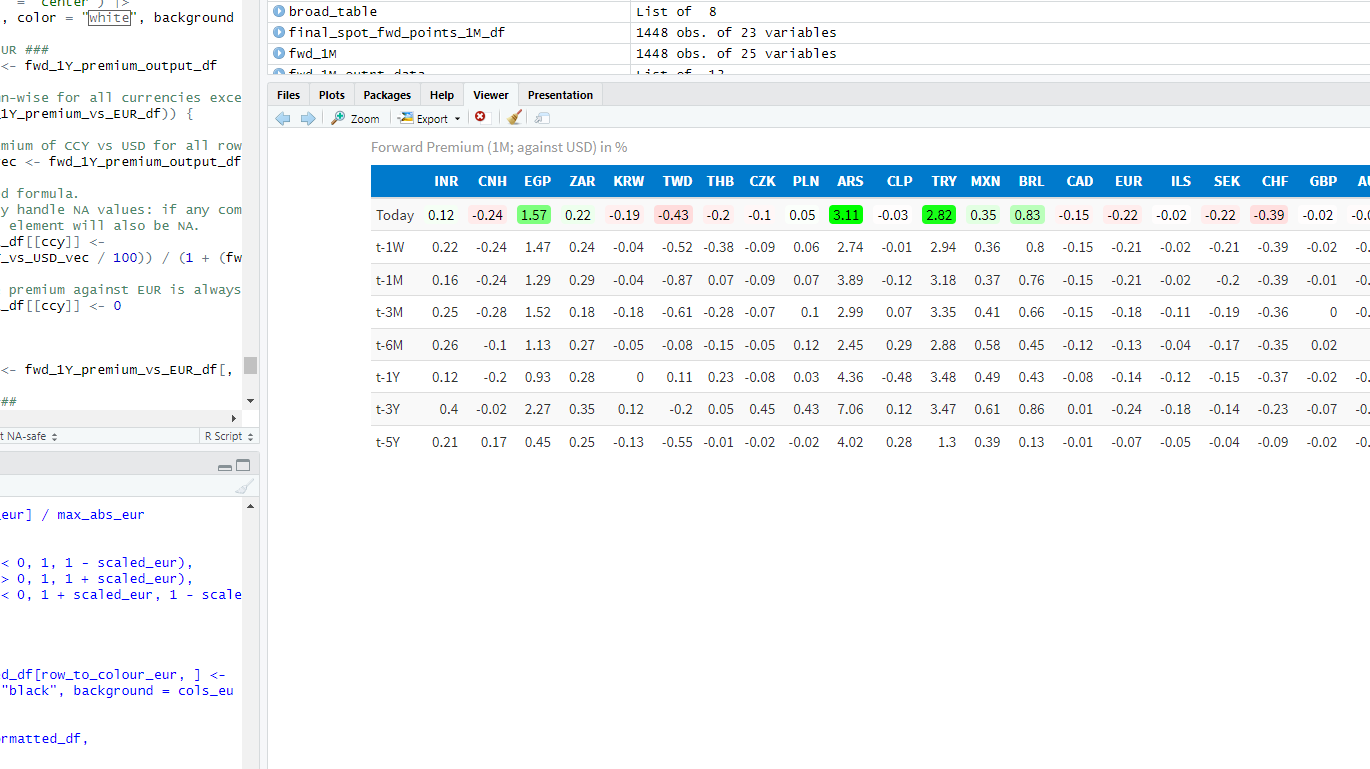 = "center") |>
, color = "white", background
UR ###
<- fwd_1Y_premium_output_df
n-wise for all currencies exce
_1Y_premium_vs_EUR_df)) {
mium of CCY vs USD for all row
vec <- fwd_1Y_premium_output_df
d formula.
y handle NA values: if any com
element will also be NA.
_df[[ccy]] <-
_vs_USD_vec / 100)) / (1 + (fw
premium against EUR is always
_df[[ccy]] <- 0
<- fwd_1Y_premium_vs_EUR_df[,
##
t NA-safe
R Script
_eur] / max_abs_eur
< 0, 1, 1 - scaled_eur),
> 0, 1, 1 + scaled_eur),
< 0, 1 + scaled_eur, 1 - scale
d_df[row_to_colour_eur, ] <-
"black", background = cols_eu
rmatted_df,
broad_table List of 8
final_spot_fwd_points_1M_df 1448 obs. of 23 variables
fwd_1M 1448 obs. of 25 variables
fwd_1M_outrt_data List of 13
Files Plots Packages Help Viewer Presentation
Zoom Export
Forward Premium (1M; against USD) in %
INR CNH EGP ZAR KRW TWD THB CZK PLN ARS CLP TRY MXN BRL CAD EUR ILS SEK CHF GBP AU
Today 0.12 -0.24 1.57 0.22 -0.19 -0.43 -0.2 -0.1 0.05 3.11 -0.03 2.82 0.35 0.83 -0.15 -0.22 -0.02 -0.22 -0.39 -0.02 -0.
t-1W 0.22 -0.24 1.47 0.24 -0.04 -0.52 -0.38 -0.09 0.06 2.74 -0.01 2.94 0.36 0.8 -0.15 -0.21 -0.02 -0.21 -0.39 -0.02 -0.
t-1M 0.16 -0.24 1.29 0.29 -0.04 -0.87 0.07 -0.09 0.07 3.89 -0.12 3.18 0.37 0.76 -0.15 -0.21 -0.02 -0.2 -0.39 -0.01 -0.
t-3M 0.25 -0.28 1.52 0.18 -0.18 -0.61 -0.28 -0.07 0.1 2.99 0.07 3.35 0.41 0.66 -0.15 -0.18 -0.11 -0.19 -0.36 0 -0.
t-6M 0.26 -0.1 1.13 0.27 -0.05 -0.08 -0.15 -0.05 0.12 2.45 0.29 2.88 0.58 0.45 -0.12 -0.13 -0.04 -0.17 -0.35 0.02
t-1Y 0.12 -0.2 0.93 0.28 0 0.11 0.23 -0.08 0.03 4.36 -0.48 3.48 0.49 0.43 -0.08 -0.14 -0.12 -0.15 -0.37 -0.02 -0.
t-3Y 0.4 -0.02 2.27 0.35 0.12 -0.2 0.05 0.45 0.43 7.06 0.12 3.47 0.61 0.86 0.01 -0.24 -0.18 -0.14 -0.23 -0.07 -0.
t-5Y 0.21 0.17 0.45 0.25 -0.13 -0.55 -0.01 -0.02 -0.02 4.02 0.28 1.3 0.39 0.13 -0.01 -0.07 -0.05 -0.04 -0.09 -0.02 -0.